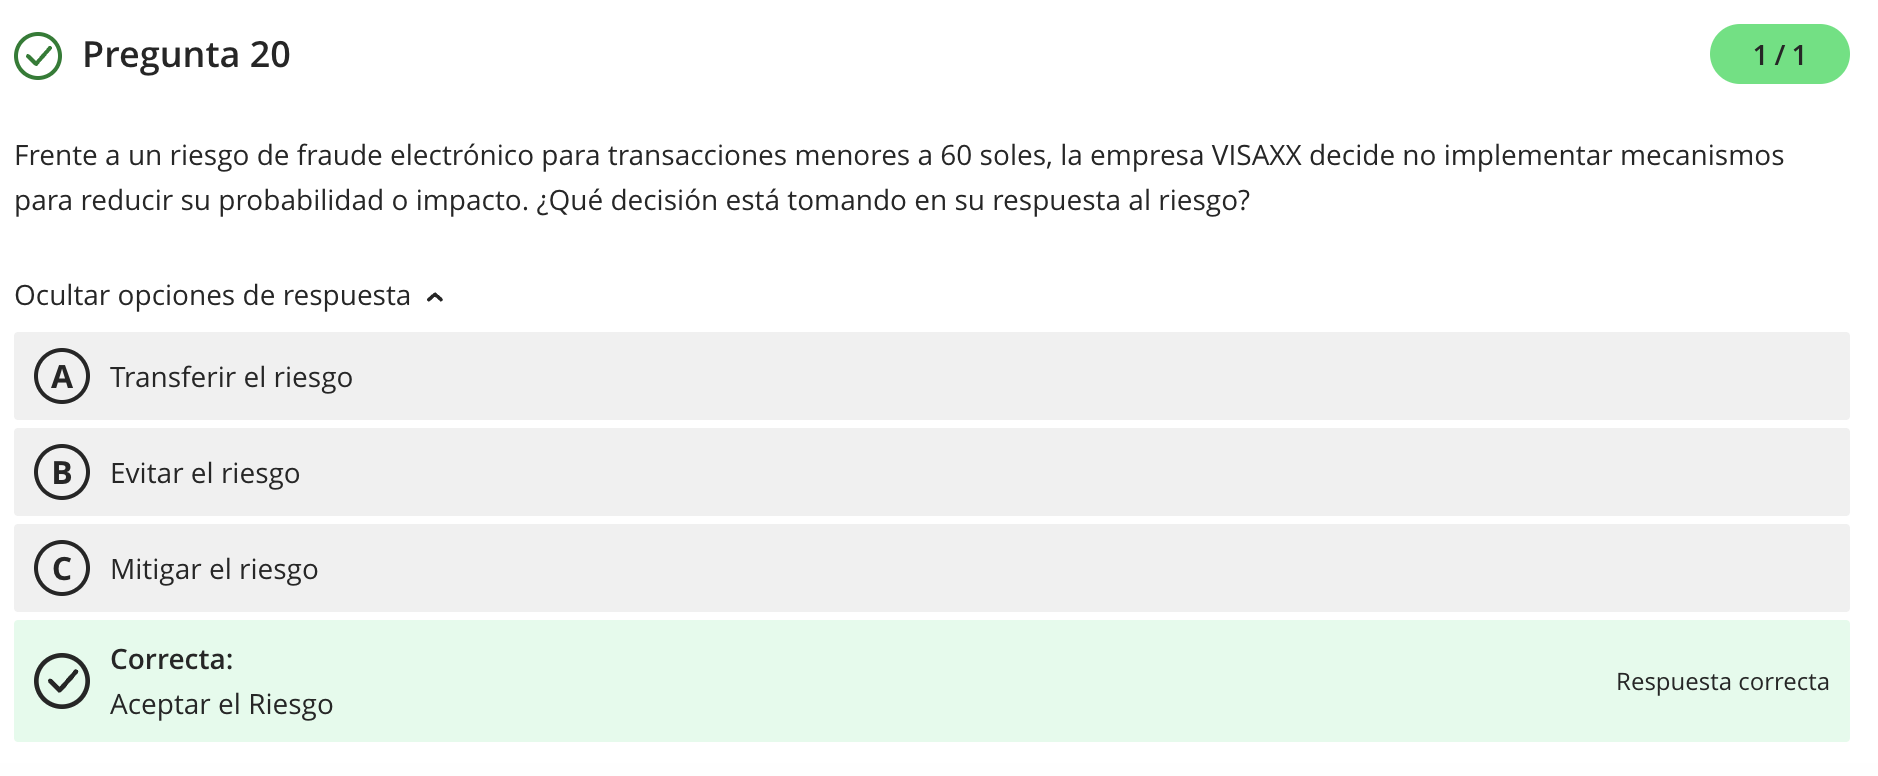 Pregunta 20
1 / 1
Frente a un riesgo de fraude electrónico para transacciones menores a 60 soles, la empresa VISAXX decide no implementar mecanismos
para reducir su probabilidad o impacto. ¿Qué decisión está tomando en su respuesta al riesgo?
Ocultar opciones de respuesta
A Transferir el riesgo
B Evitar el riesgo
C Mitigar el riesgo
Correcta:
Aceptar el Riesgo
Respuesta correcta